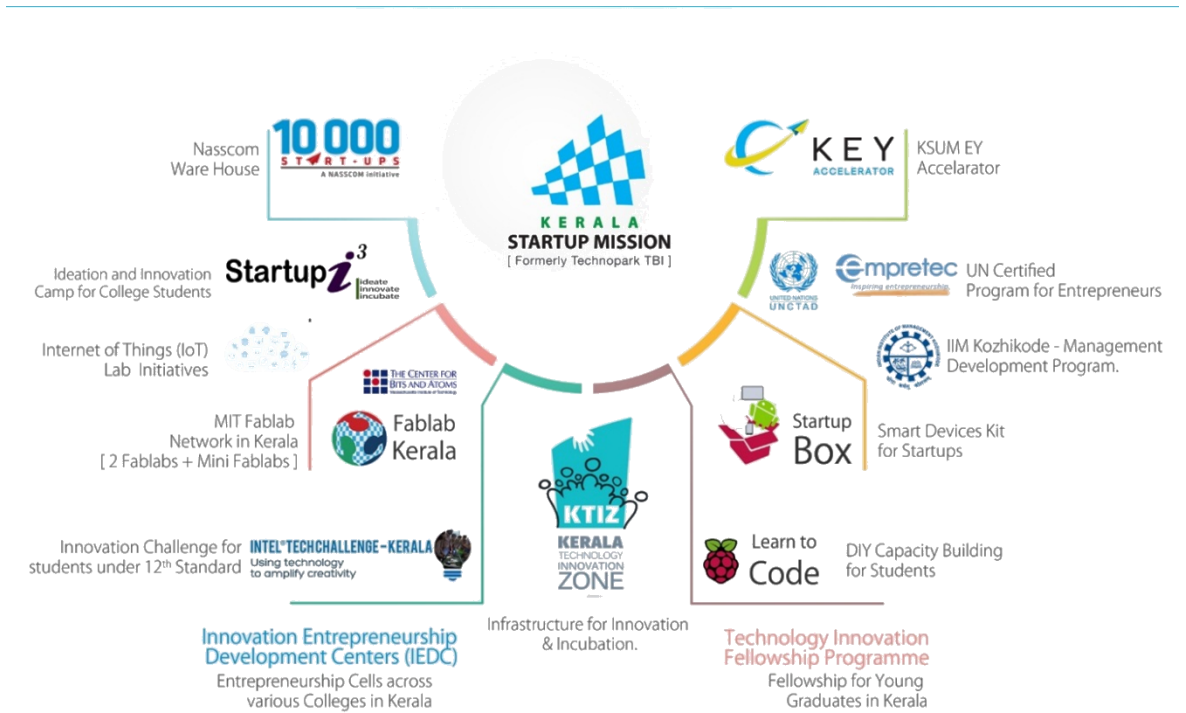 Nasscom
Ware House
10 000
START-UPS
A NASSCOM initiative
KERALA
STARTUP MISSION
[ Formerly Technopark TBI ]
KEY
ACCELERATOR
KSUM EY
Accelarator
Ideation and Innovation
Camp for College Students
Startup i3
ideate
innovate
incubate
UNITED NATIONS
UNCTAD
Empretec
Inspiring entrepreneurship
UN Certified
Program for Entrepreneurs
Internet of Things (IoT)
Lab Initiatives
IIM Kozhikode - Management
Development Program.
THE CENTER FOR
BITS AND ATOMS
Massachusetts Institute of Technology
MIT Fablab
Network in Kerala
[ 2 Fablabs + Mini Fablabs ]
Fablab
Kerala
Startup
Box
Smart Devices Kit
for Startups
KTIZ
KERALA
TECHNOLOGY
INNOVATION
ZONE
Innovation Challenge for
students under 12th Standard
INTEL® TECH CHALLENGE - KERALA
Using technology
to amplify creativity
Learn to
Code
DIY Capacity Building
for Students
Infrastructure for Innovation
& Incubation.
Innovation Entrepreneurship
Development Centers (IEDC)
Entrepreneurship Cells across
various Colleges in Kerala
Technology Innovation
Fellowship Programme
Fellowship for Young
Graduates in Kerala